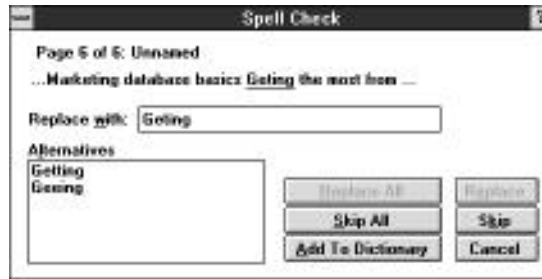 Spell Check
?
Page 6 of 6: Unnamed
...Marketing database basics Geting the most from ...
Replace with: Geting
Alternatives
Getting
Replace All
Replace
Skip All
Skip
Add To Dictionary
Cancel